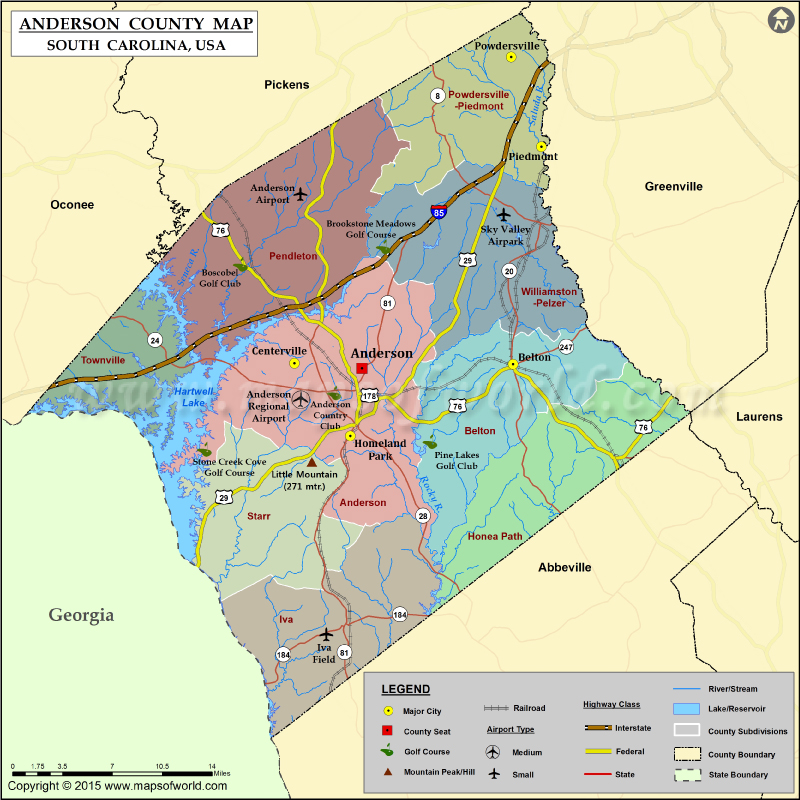 ANDERSON COUNTY MAP
SOUTH CAROLINA, USA
N
Pickens
Oconee
Greenville
Laurens
Abbeville
Georgia
Powdersville
8
Powdersville
-Piedmont
Saluda R.
Piedmont
Anderson
Airport
76
Brookstone Meadows
Golf Course
85
Sky Valley
Airpark
Pendleton
Seneca R.
Boscobel
Golf Club
29
20
Williamston
-Pelzer
81
24
Townville
247
Centerville
Anderson
Belton
Hartwell
Lake
Anderson
Regional
Airport
Anderson
Country
Club
178
76
76
Homeland
Park
Belton
Pine Lakes
Golf Club
Stone Creek Cove
Golf Course
Little Mountain
(271 mtr.)
Rocky R.
29
Starr
Anderson
28
Honea Path
Iva
184
Iva
Field
184
81
LEGEND
Major City
County Seat
Golf Course
Mountain Peak/Hill
Railroad
Airport Type
Medium
Small
Highway Class
Interstate
Federal
State
River/Stream
Lake/Reservoir
County Subdivisions
County Boundary
State Boundary
0 1.75 3.5 7 10.5 14
Miles
Copyright © 2015 www.mapsofworld.com